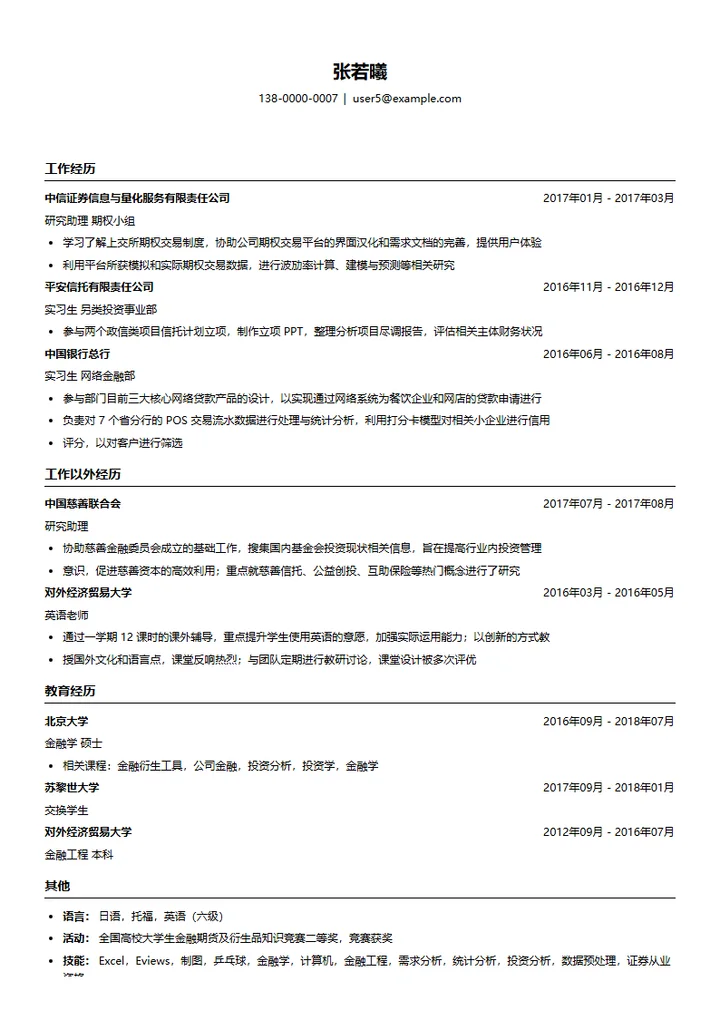 张若曦
138-0000-0007 | user5@example.com
工作经历
中信证券信息与量化服务有限责任公司 2017年01月 - 2017年03月
研究助理 期权小组
• 学习了解上交所期权交易制度，协助公司期权交易平台的界面汉化和需求文档的完善，提供用户体验
• 利用平台所获模拟和实际期权交易数据，进行波动率计算、建模与预测等相关研究
平安信托有限责任公司 2016年11月 - 2016年12月
实习生 另类投资事业部
• 参与两个政信类项目信托计划立项，制作立项 PPT，整理分析项目尽调报告，评估相关主体财务状况
中国银行总行 2016年06月 - 2016年08月
实习生 网络金融部
• 参与部门目前三大核心网络贷款产品的设计，以实现通过网络系统为餐饮企业和网店的贷款申请进行
• 负责对 7 个省分行的 POS 交易流水数据进行处理与统计分析，利用打分卡模型对相关小企业进行信用
• 评分，以对客户进行筛选
工作以外经历
中国慈善联合会 2017年07月 - 2017年08月
研究助理
• 协助慈善金融委员会成立的基础工作，搜集国内基金会投资现状相关信息，旨在提高行业内投资管理
• 意识，促进慈善资本的高效利用；重点就慈善信托、公益创投、互助保险等热门概念进行了研究
对外经济贸易大学 2016年03月 - 2016年05月
英语老师
• 通过一学期 12 课时的课外辅导，重点提升学生使用英语的意愿，加强实际运用能力；以创新的方式教
• 授国外文化和语言点，课堂反响热烈；与团队定期进行教研讨论，课堂设计被多次评优
教育经历
北京大学 2016年09月 - 2018年07月
金融学 硕士
• 相关课程：金融衍生工具，公司金融，投资分析，投资学，金融学
苏黎世大学 2017年09月 - 2018年01月
交换学生
对外经济贸易大学 2012年09月 - 2016年07月
金融工程 本科
其他
• 语言： 日语，托福，英语（六级）
• 活动： 全国高校大学生金融期货及衍生品知识竞赛二等奖，竞赛获奖
• 技能： Excel，Eviews，制图，乒乓球，金融学，计算机，金融工程，需求分析，统计分析，投资分析，数据预处理，证券从业